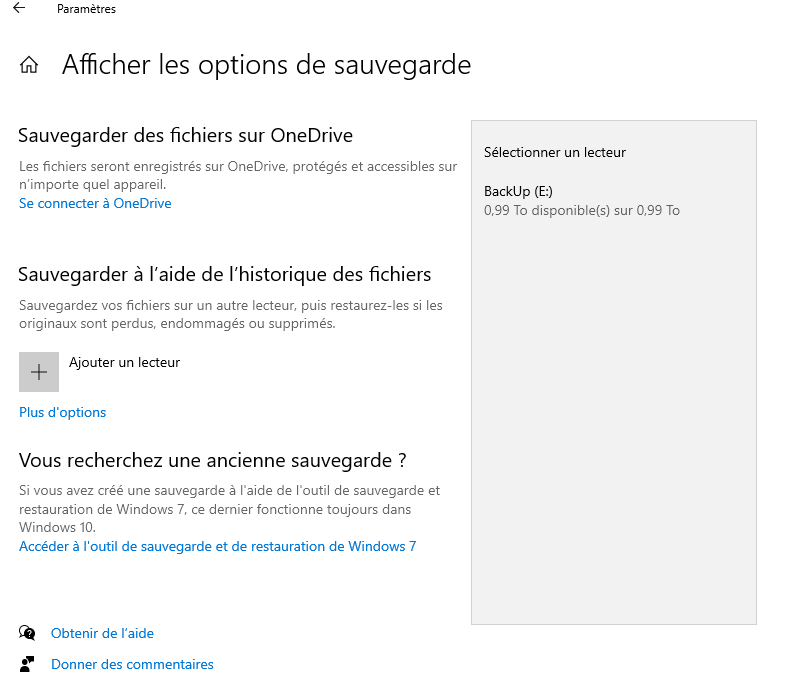 Paramètres
Afficher les options de sauvegarde
Sauvegarder des fichiers sur OneDrive
Les fichiers seront enregistrés sur OneDrive, protégés et accessibles sur
n’importe quel appareil.
Se connecter à OneDrive
Sauvegarder à l’aide de l’historique des fichiers
Sauvegardez vos fichiers sur un autre lecteur, puis restaurez-les si les
originaux sont perdus, endommagés ou supprimés.
Ajouter un lecteur
Plus d'options
Vous recherchez une ancienne sauvegarde ?
Si vous avez créé une sauvegarde à l'aide de l'outil de sauvegarde et
restauration de Windows 7, ce dernier fonctionne toujours dans
Windows 10.
Accéder à l'outil de sauvegarde et de restauration de Windows 7
Obtenir de l’aide
Donner des commentaires
Sélectionner un lecteur
BackUp (E:)
0,99 To disponible(s) sur 0,99 To